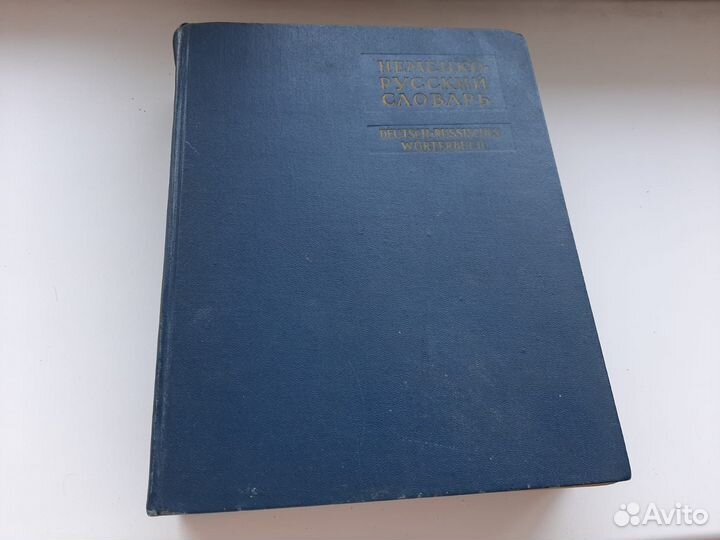 НЕМЕЦКО-
РУССКИЙ
СЛОВАРЬ
DEUTSCH-RUSSISCHES
WÖRTERBUCH
Avito